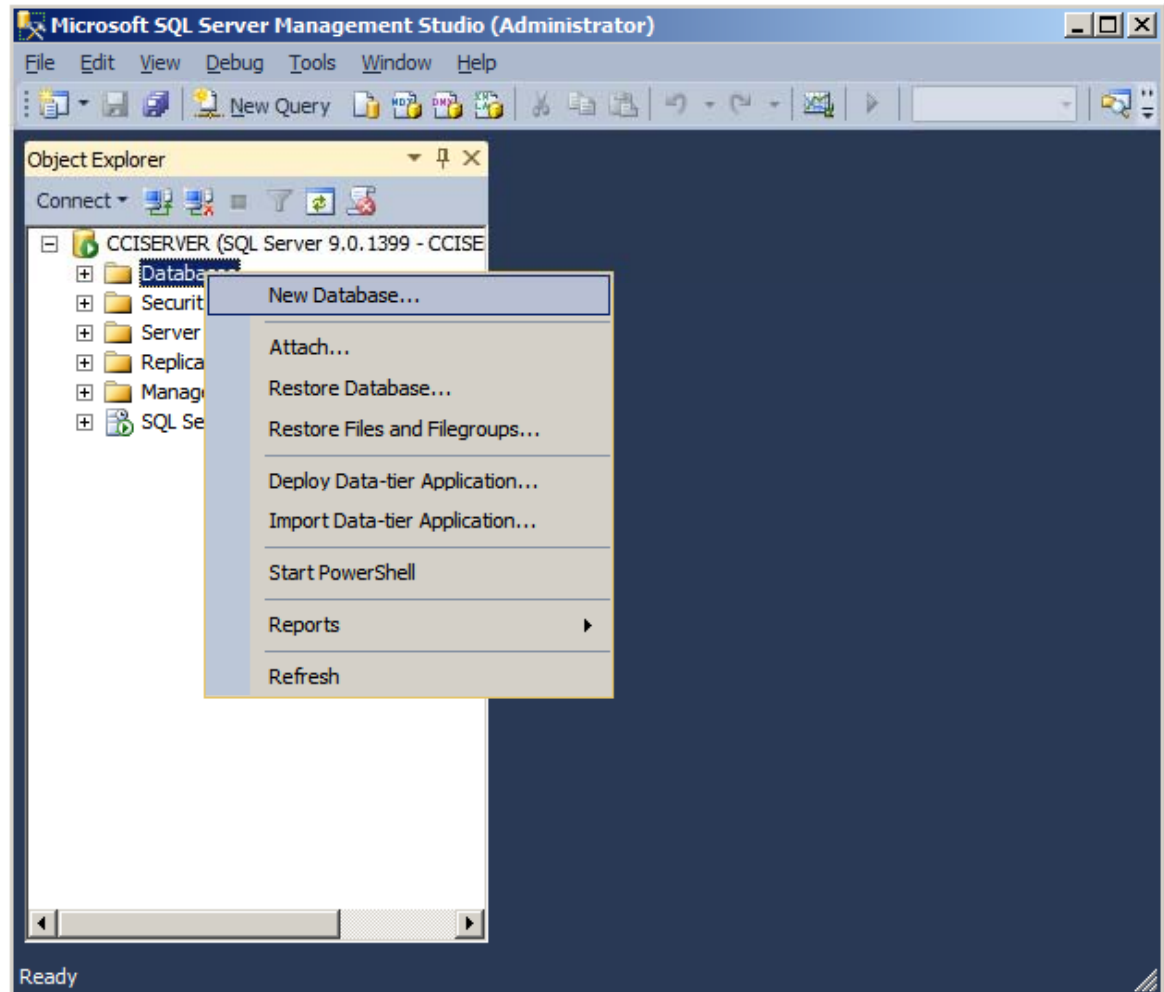 Microsoft SQL Server Management Studio (Administrator)
File Edit View Debug Tools Window Help
New Query
Object Explorer
Connect
CCISERVER (SQL Server 9.0.1399 - CCISE
Databases
New Database...
Securit
Server
Attach...
Replica
Restore Database...
Manage
Restore Files and Filegroups...
SQL Se
Deploy Data-tier Application...
Import Data-tier Application...
Start PowerShell
Reports
Refresh
Ready